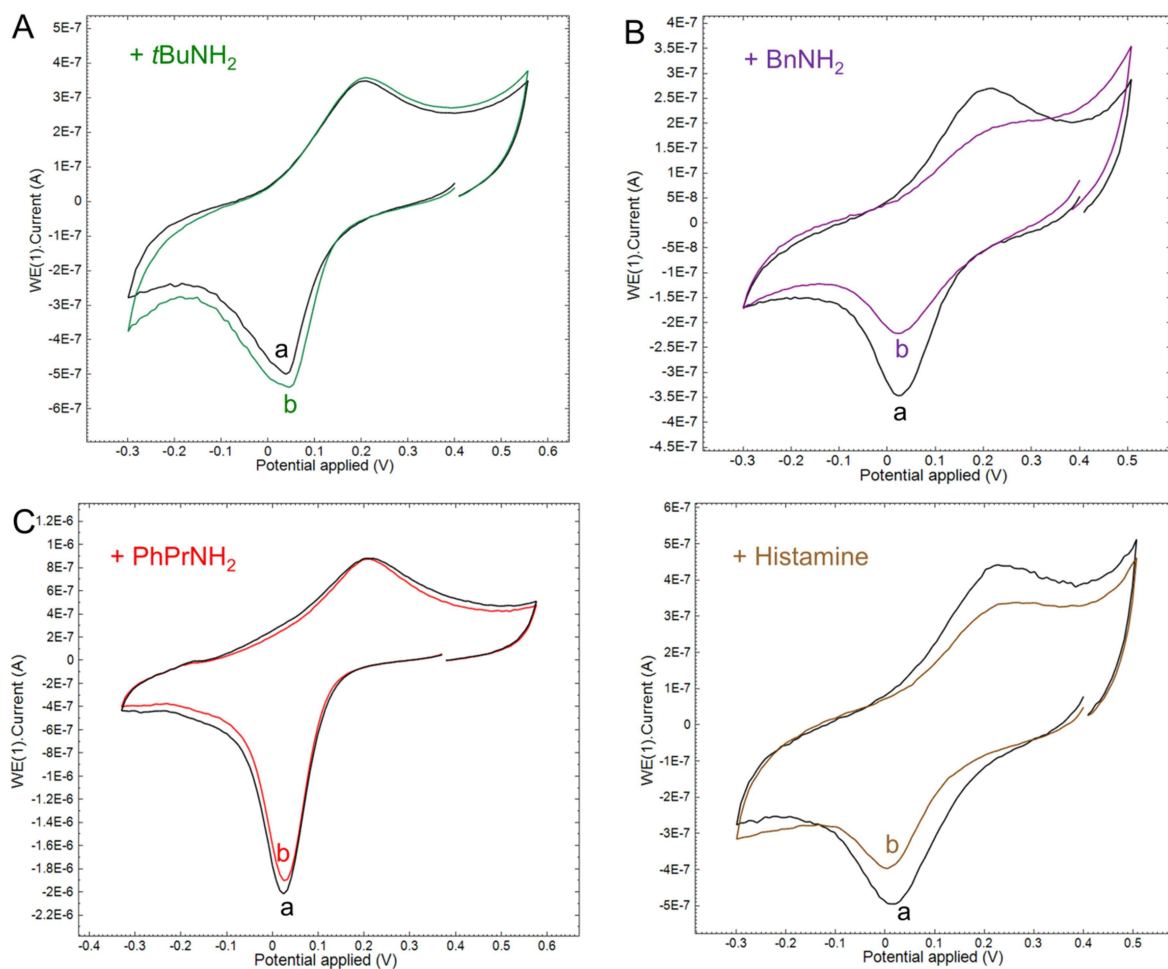 A
+ tBuNH2
5E-7
4E-7
3E-7
2E-7
1E-7
0
-1E-7
-2E-7
-3E-7
-4E-7
-5E-7
-6E-7
WE(1).Current (A)
a
b
-0.3 -0.2 -0.1 0 0.1 0.2 0.3 0.4 0.5 0.6
Potential applied (V)
B
+ BnNH2
4E-7
3.5E-7
3E-7
2.5E-7
2E-7
1.5E-7
1E-7
5E-8
0
-5E-8
-1E-7
-1.5E-7
-2E-7
-2.5E-7
-3E-7
-3.5E-7
-4E-7
-4.5E-7
WE(1).Current (A)
b
a
-0.3 -0.2 -0.1 0 0.1 0.2 0.3 0.4 0.5
Potential applied (V)
C
+ PhPrNH2
1.2E-6
1E-6
8E-7
6E-7
4E-7
2E-7
0
-2E-7
-4E-7
-6E-7
-8E-7
-1E-6
-1.2E-6
-1.4E-6
-1.6E-6
-1.8E-6
-2E-6
-2.2E-6
WE(1).Current (A)
b
a
-0.4 -0.3 -0.2 -0.1 0 0.1 0.2 0.3 0.4 0.5 0.6
Potential applied (V)
+ Histamine
6E-7
5E-7
4E-7
3E-7
2E-7
1E-7
0
-1E-7
-2E-7
-3E-7
-4E-7
-5E-7
WE(1).Current (A)
b
a
-0.3 -0.2 -0.1 0 0.1 0.2 0.3 0.4 0.5
Potential applied (V)